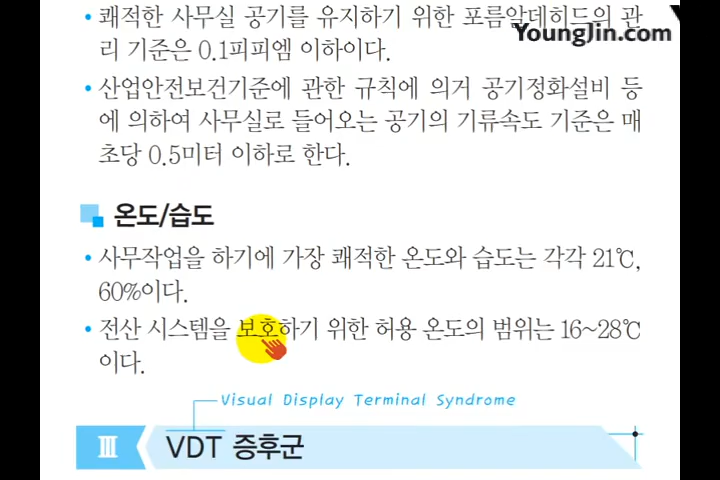 • 쾌적한 사무실 공기를 유지하기 위한 포름알데히드의 관
리 기준은 0.1피피엠 이하이다.
YoungJin.com
• 산업안전보건기준에 관한 규칙에 의거 공기정화설비 등
에 의하여 사무실로 들어오는 공기의 기류속도 기준은 매
초당 0.5미터 이하로 한다.
온도/습도
• 사무작업을 하기에 가장 쾌적한 온도와 습도는 각각 21℃,
60%이다.
• 전산 시스템을 보호하기 위한 허용 온도의 범위는 16~28℃
이다.
Visual Display Terminal Syndrome
Ⅲ VDT 증후군